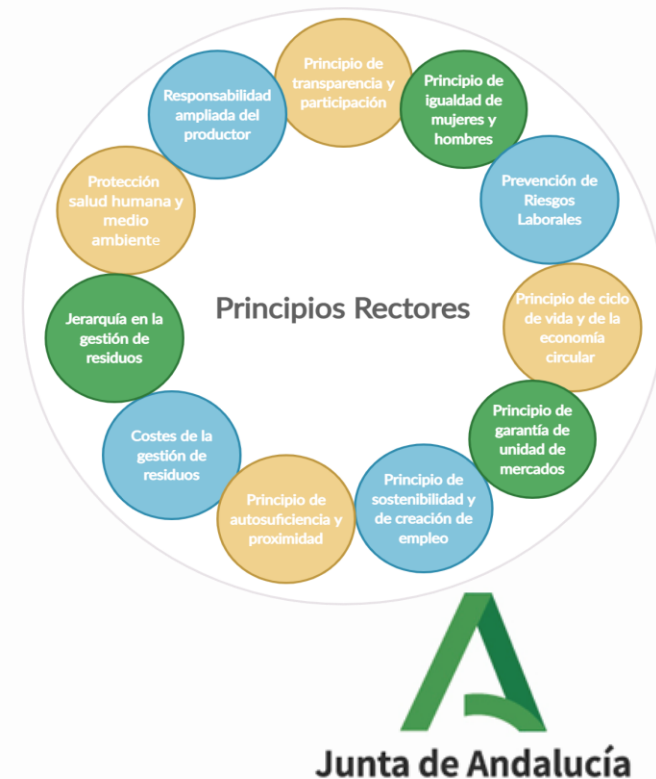 Principio de
transparencia y
participación
Principio de
igualdad de
mujeres y
hombres
Prevención de
Riesgos
Laborales
Principio de ciclo
de vida y de la
economía
circular
Principio de
garantía de
unidad de
mercados
Principio de
sostenibilidad y
de creación de
empleo
Principio de
autosuficiencia y
proximidad
Costes de la
gestión de
residuos
Jerarquía en la
gestión de
residuos
Protección
salud humana y
medio
ambiente
Responsabilidad
ampliada del
productor
Principios Rectores
Junta de Andalucía